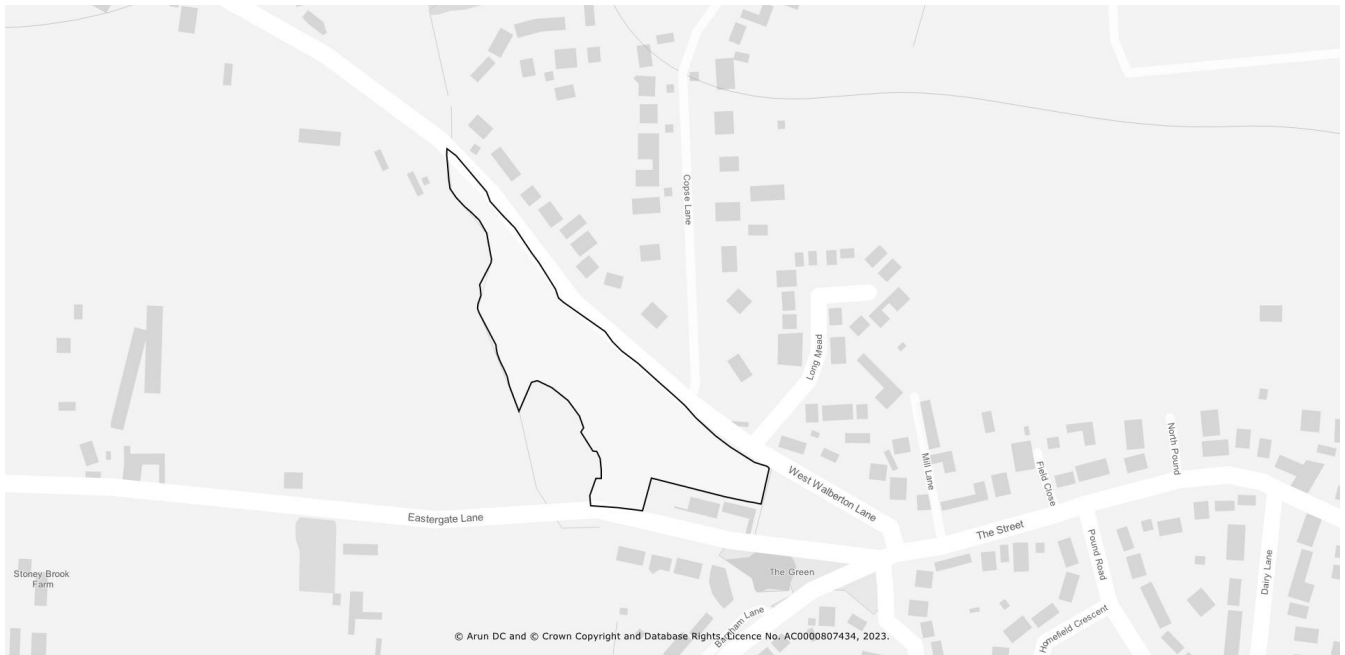 Copse Lane
Long Mead
West Walberton Lane
Mill Lane
Field Close
North Pound
The Street
Pound Road
Dairy Lane
Eastergate Lane
The Green
Stoney Brook
Farm
Barnham Lane
Homefield Crescent
© Arun DC and © Crown Copyright and Database Rights, Licence No. AC0000807434, 2023.